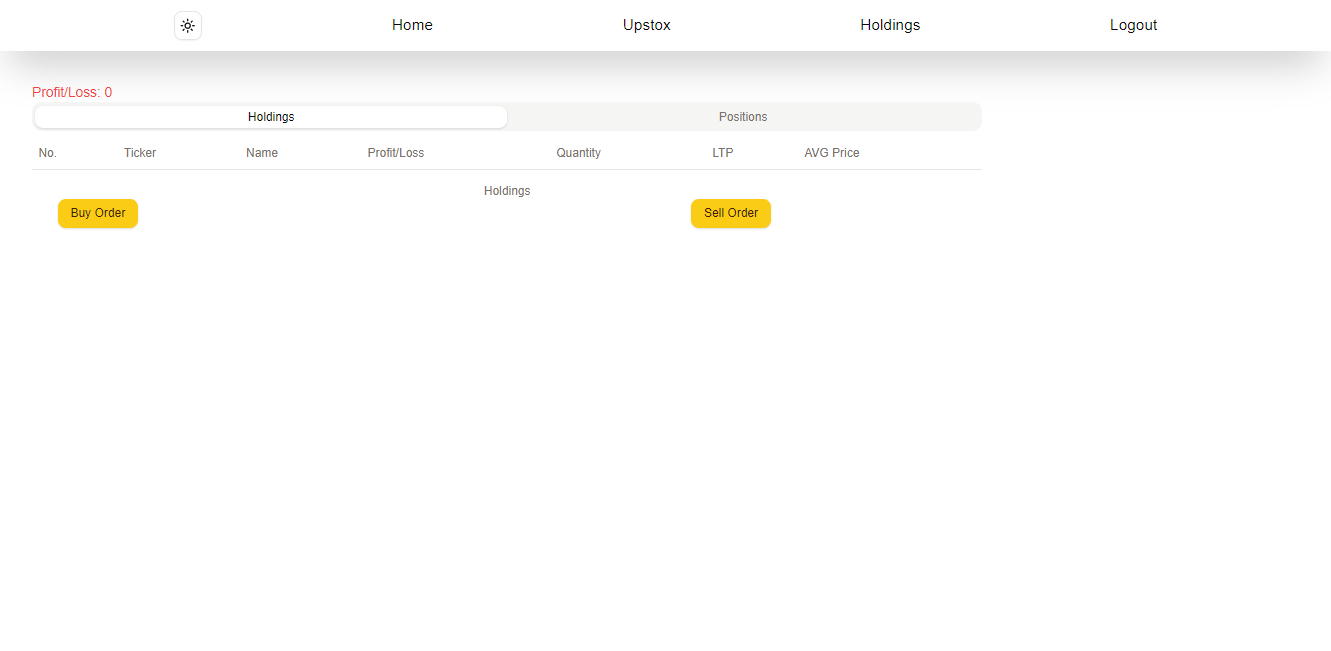 Home Upstox Holdings Logout
Profit/Loss: 0
Holdings Positions
No. Ticker Name Profit/Loss Quantity LTP AVG Price
Holdings
Buy Order Sell Order